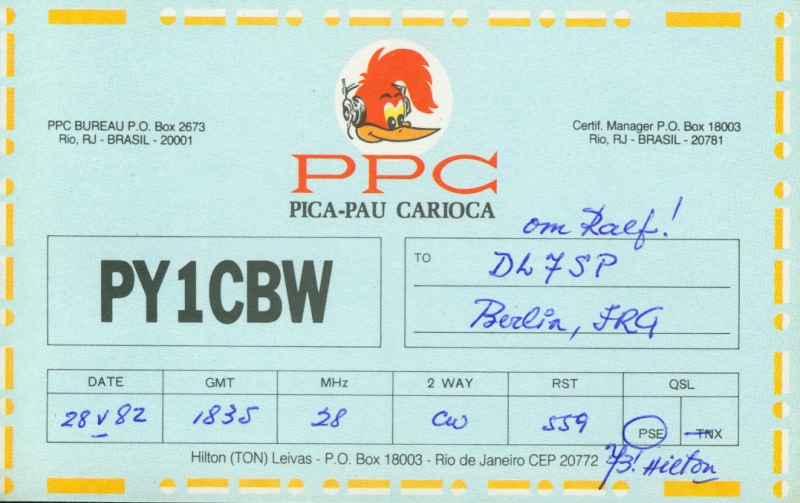 PPC BUREAU P.O. Box 2673
Rio, RJ - BRASIL - 20001
Certif. Manager P.O. Box 18003
Rio, RJ - BRASIL - 20781
PPC
PICA-PAU CARIOCA
om Ralf!
PY1CBW
TO DL7SP
Berlin, FRG
DATE GMT MHz 2 WAY RST QSL
28 V 82 1835 28 CW 559 PSE TNX
Hilton (TON) Leivas - P.O. Box 18003 - Rio de Janeiro CEP 20772
73! Hilton